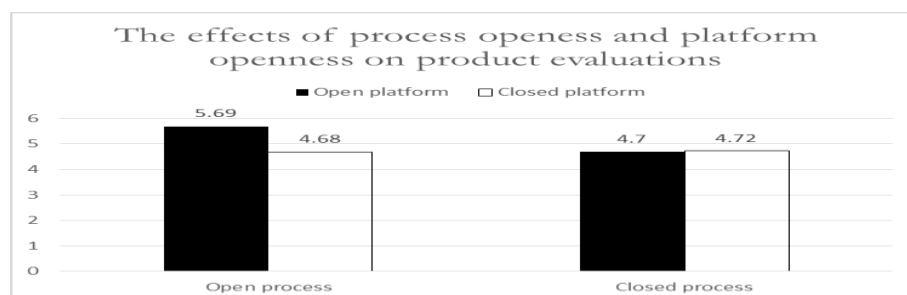 The effects of process openess and platform
openness on product evaluations
Open platform Closed platform
6
5
4
3
2
1
0
5.69
4.68
4.7
4.72
Open process Closed process